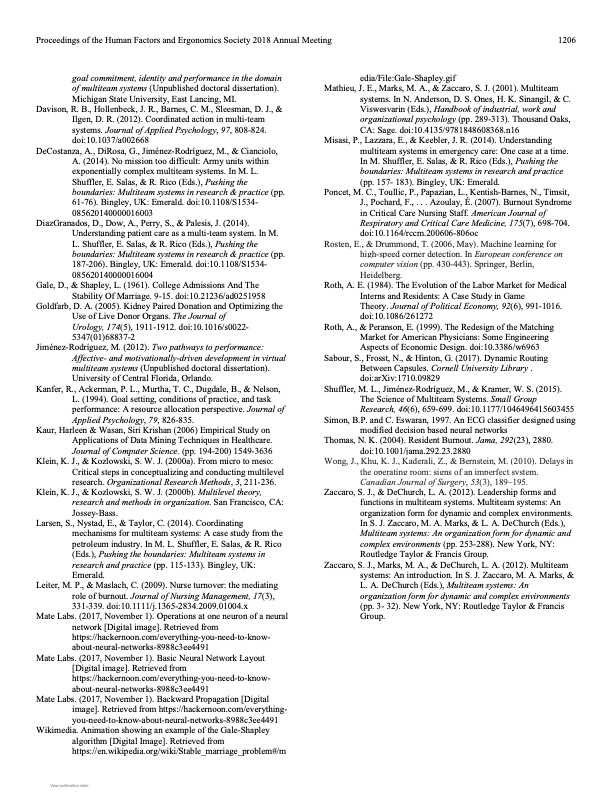 Proceedings of the Human Factors and Ergonomics Society 2018 Annual Meeting
1206
goal commitment, identity and performance in the domain
of multiteam systems (Unpublished doctoral dissertation).
Michigan State University, East Lancing, MI.
Davison, R. B., Hollenbeck, J. R., Barnes, C. M., Sleesman, D. J., &
Ilgen, D. R. (2012). Coordinated action in multi-team
systems. Journal of Applied Psychology, 97, 808-824.
doi:10.1037/a002668
DeCostanza, A., DiRosa, G., Jiménez-Rodríguez, M., & Cianciolo,
A. (2014). No mission too difficult: Army units within
exponentially complex multiteam systems. In M. L.
Shuffler, E. Salas, & R. Rico (Eds.), Pushing the
boundaries: Multiteam systems in research & practice (pp.
61-76). Bingley, UK: Emerald. doi:10.1108/S1534-
085620140000016003
DiazGranados, D., Dow, A., Perry, S., & Palesis, J. (2014).
Understanding patient care as a multi-team system. In M.
L. Shuffler, E. Salas, & R. Rico (Eds.), Pushing the
boundaries: Multiteam systems in research & practice (pp.
187-206). Bingley, UK: Emerald. doi:10.1108/S1534-
085620140000016004
Gale, D., & Shapley, L. (1961). College Admissions And The
Stability Of Marriage. 9-15. doi:10.21236/ad0251958
Goldfarb, D. A. (2005). Kidney Paired Donation and Optimizing the
Use of Live Donor Organs. The Journal of
Urology, 174(5), 1911-1912. doi:10.1016/s0022-
5347(01)68837-2
Jiménez-Rodríguez, M. (2012). Two pathways to performance:
Affective- and motivationally-driven development in virtual
multiteam systems (Unpublished doctoral dissertation).
University of Central Florida, Orlando.
Kanfer, R., Ackerman, P. L., Murtha, T. C., Dugdale, B., & Nelson,
L. (1994). Goal setting, conditions of practice, and task
performance: A resource allocation perspective. Journal of
Applied Psychology, 79, 826-835.
Kaur, Harleen & Wasan, Siri Krishan (2006) Empirical Study on
Applications of Data Mining Techniques in Healthcare.
Journal of Computer Science. (pp. 194-200) 1549-3636
Klein, K. J., & Kozlowski, S. W. J. (2000a). From micro to meso:
Critical steps in conceptualizing and conducting multilevel
research. Organizational Research Methods, 3, 211-236.
Klein, K. J., & Kozlowski, S. W. J. (2000b). Multilevel theory,
research and methods in organization. San Francisco, CA:
Jossey-Bass.
Larsen, S., Nystad, E., & Taylor, C. (2014). Coordinating
mechanisms for multiteam systems: A case study from the
petroleum industry. In M. L. Shuffler, E. Salas, & R. Rico
(Eds.), Pushing the boundaries: Multiteam systems in
research and practice (pp. 115-133). Bingley, UK:
Emerald.
Leiter, M. P., & Maslach, C. (2009). Nurse turnover: the mediating
role of burnout. Journal of Nursing Management, 17(3),
331-339. doi:10.1111/j.1365-2834.2009.01004.x
Mate Labs. (2017, November 1). Operations at one neuron of a neural
network [Digital image]. Retrieved from
https://hackernoon.com/everything-you-need-to-know-
about-neural-networks-8988c3ee4491
Mate Labs. (2017, November 1). Basic Neural Network Layout
[Digital image]. Retrieved from
https://hackernoon.com/everything-you-need-to-know-
about-neural-networks-8988c3ee4491
Mate Labs. (2017, November 1). Backward Propagation [Digital
image]. Retrieved from https://hackernoon.com/everything-
you-need-to-know-about-neural-networks-8988c3ee4491
Wikimedia. Animation showing an example of the Gale-Shapley
algorithm [Digital Image]. Retrieved from
https://en.wikipedia.org/wiki/Stable_marriage_problem#/m
edia/File:Gale-Shapley.gif
Mathieu, J. E., Marks, M. A., & Zaccaro, S. J. (2001). Multiteam
systems. In N. Anderson, D. S. Ones, H. K. Sinangil, & C.
Viswesvarin (Eds.), Handbook of industrial, work and
organizational psychology (pp. 289-313). Thousand Oaks,
CA: Sage. doi:10.4135/9781848608368.n16
Misasi, P., Lazzara, E., & Keebler, J. R. (2014). Understanding
multiteam systems in emergency care: One case at a time.
In M. Shuffler, E. Salas, & R. Rico (Eds.), Pushing the
boundaries: Multiteam systems in research and practice
(pp. 157- 183). Bingley, UK: Emerald.
Poncet, M. C., Toullic, P., Papazian, L., Kentish-Barnes, N., Timsit,
J., Pochard, F., . . . Azoulay, É. (2007). Burnout Syndrome
in Critical Care Nursing Staff. American Journal of
Respiratory and Critical Care Medicine, 175(7), 698-704.
doi:10.1164/rccm.200606-806oc
Rosten, E., & Drummond, T. (2006, May). Machine learning for
high-speed corner detection. In European conference on
computer vision (pp. 430-443). Springer, Berlin,
Heidelberg.
Roth, A. E. (1984). The Evolution of the Labor Market for Medical
Interns and Residents: A Case Study in Game
Theory. Journal of Political Economy, 92(6), 991-1016.
doi:10.1086/261272
Roth, A., & Peranson, E. (1999). The Redesign of the Matching
Market for American Physicians: Some Engineering
Aspects of Economic Design. doi:10.3386/w6963
Sabour, S., Frosst, N., & Hinton, G. (2017). Dynamic Routing
Between Capsules. Cornell University Library .
doi:arXiv:1710.09829
Shuffler, M. L., Jiménez-Rodríguez, M., & Kramer, W. S. (2015).
The Science of Multiteam Systems. Small Group
Research, 46(6), 659-699. doi:10.1177/1046496415603455
Simon, B.P. and C. Eswaran, 1997. An ECG classifier designed using
modified decision based neural networks
Thomas, N. K. (2004). Resident Burnout. Jama, 292(23), 2880.
doi:10.1001/jama.292.23.2880
Wong, J., Khu, K. J., Kaderali, Z., & Bernstein, M. (2010). Delays in
the operating room: signs of an imperfect system.
Canadian Journal of Surgery, 53(3), 189–195.
Zaccaro, S. J., & DeChurch, L. A. (2012). Leadership forms and
functions in multiteam systems. Multiteam systems: An
organization form for dynamic and complex environments.
In S. J. Zaccaro, M. A. Marks, & L. A. DeChurch (Eds.),
Multiteam systems: An organization form for dynamic and
complex environments (pp. 253-288). New York, NY:
Routledge Taylor & Francis Group.
Zaccaro, S. J., Marks, M. A., & DeChurch, L. A. (2012). Multiteam
systems: An introduction. In S. J. Zaccaro, M. A. Marks, &
L. A. DeChurch (Eds.), Multiteam systems: An
organization form for dynamic and complex environments
(pp. 3- 32). New York, NY: Routledge Taylor & Francis
Group.
View publication stats